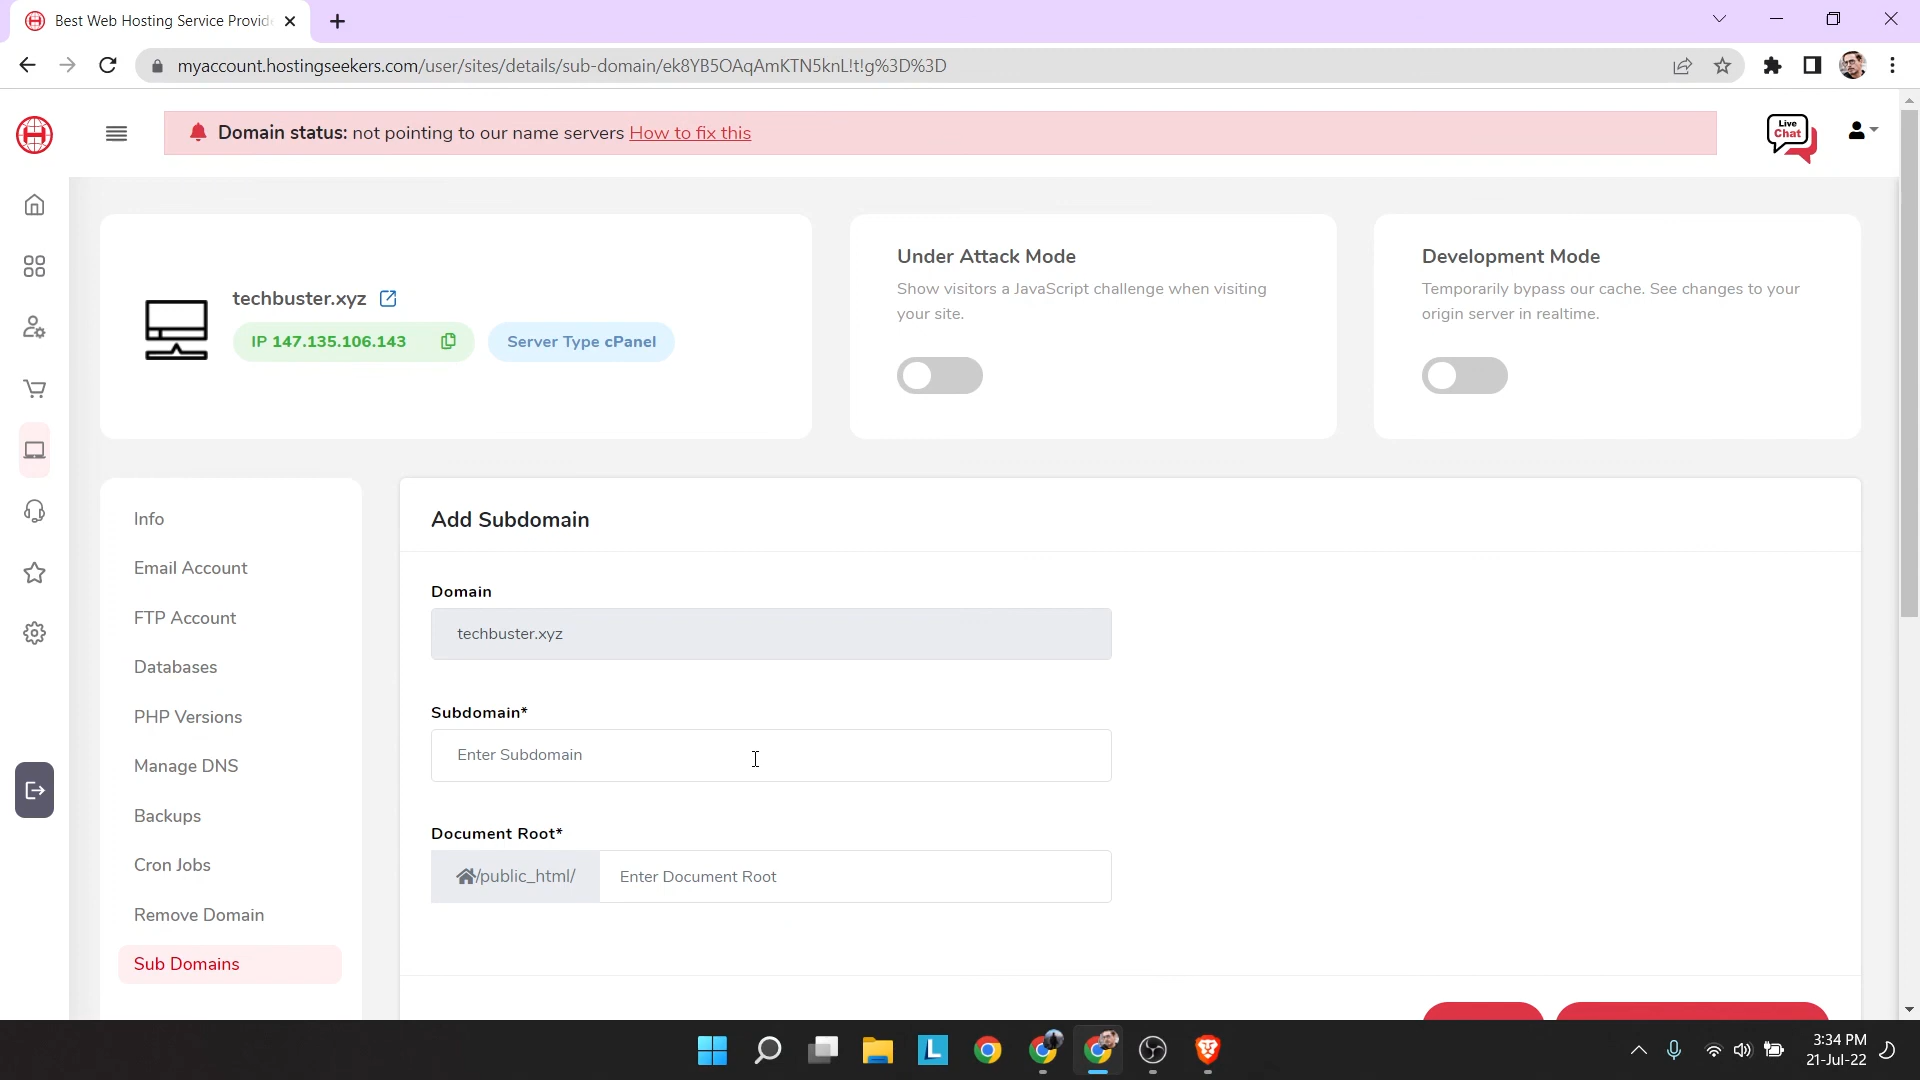 Best Web Hosting Service Provid
myaccount.hostingseekers.com/user/sites/details/sub-domain/ek8YB5OAqAmKTN5knL!t!g%3D%3D
Domain status: not pointing to our name servers How to fix this
Live
Chat
techbuster.xyz
IP 147.135.106.143
Server Type cPanel
Under Attack Mode
Show visitors a JavaScript challenge when visiting
your site.
Development Mode
Temporarily bypass our cache. See changes to your
origin server in realtime.
Info
Email Account
FTP Account
Databases
PHP Versions
Manage DNS
Backups
Cron Jobs
Remove Domain
Sub Domains
Add Subdomain
Domain
techbuster.xyz
Subdomain*
Enter Subdomain
Document Root*
/public_html/ Enter Document Root
L
3:34 PM
21-Jul-22